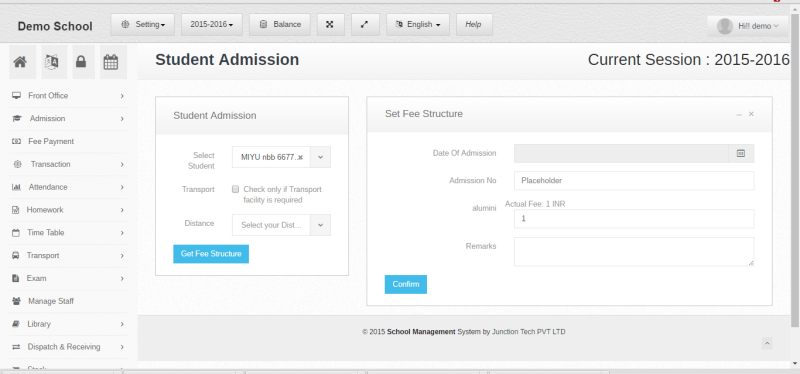 Demo School
Setting
2015-2016
Balance
English
Help
Hi!! demo
Student Admission
Current Session : 2015-2016
Front Office
Admission
Fee Payment
Transaction
Attendance
Homework
Time Table
Transport
Exam
Manage Staff
Library
Dispatch & Receiving
Student Admission
Select
Student
MIYU nbb 6677..
Transport
Check only if Transport
facility is required
Distance
Select your Dist...
Get Fee Structure
Set Fee Structure
Date Of Admission
Admission No
Placeholder
alumini
Actual Fee: 1 INR
1
Remarks
Confirm
© 2015 School Management System by Junction Tech PVT LTD